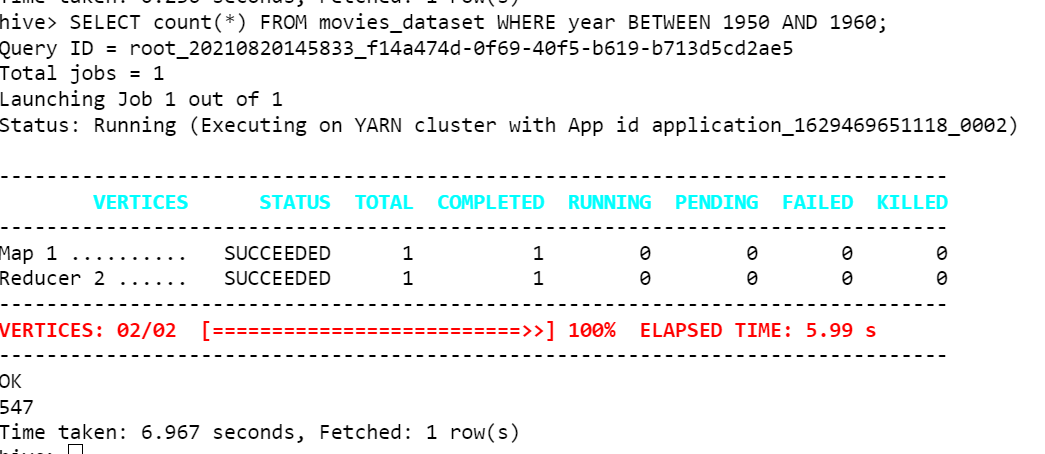 Time taken: 6.256 seconds, Fetched: 1 row(s)
hive> SELECT count(*) FROM movies_dataset WHERE year BETWEEN 1950 AND 1960;
Query ID = root_20210820145833_f14a474d-0f69-40f5-b619-b713d5cd2ae5
Total jobs = 1
Launching Job 1 out of 1
Status: Running (Executing on YARN cluster with App id application_1629469651118_0002)
--------------------------------------------------------------------------------
VERTICES STATUS TOTAL COMPLETED RUNNING PENDING FAILED KILLED
--------------------------------------------------------------------------------
Map 1 .......... SUCCEEDED 1 1 0 0 0 0
Reducer 2 ...... SUCCEEDED 1 1 0 0 0 0
--------------------------------------------------------------------------------
VERTICES: 02/02 [==========================>>] 100% ELAPSED TIME: 5.99 s
--------------------------------------------------------------------------------
OK
547
Time taken: 6.967 seconds, Fetched: 1 row(s)
hive>